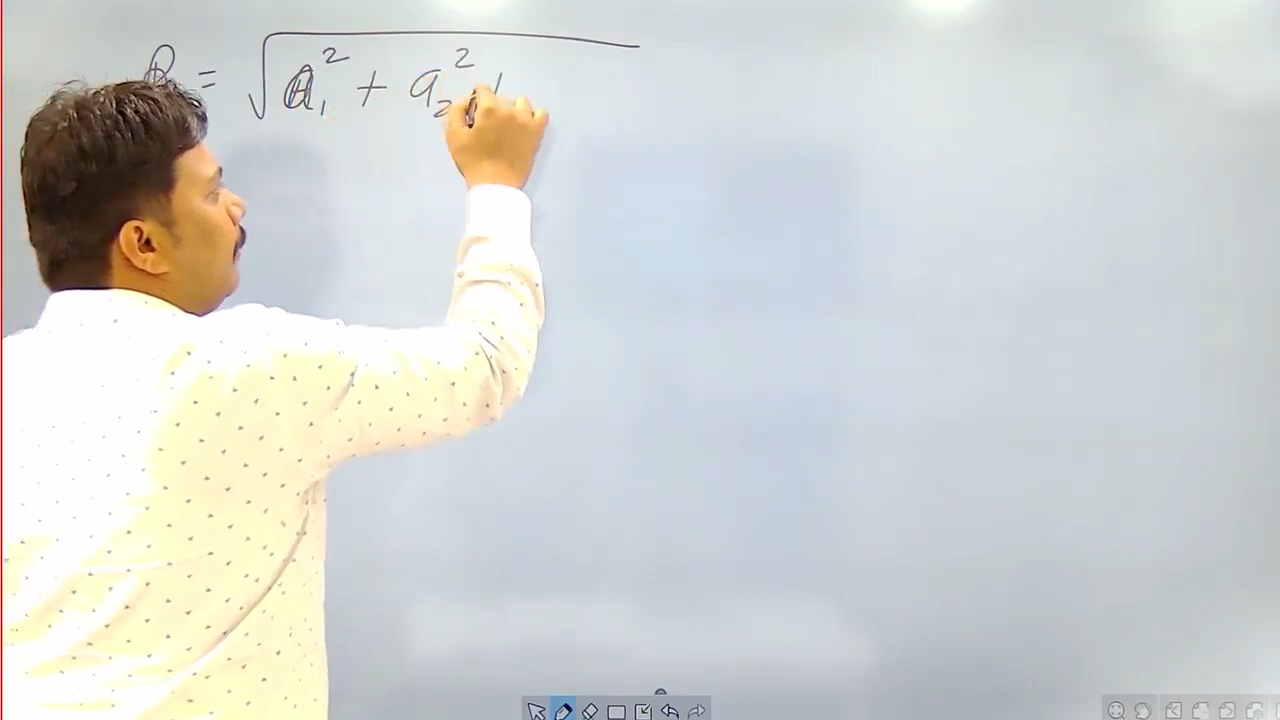 R = √a₁² + a₂² +